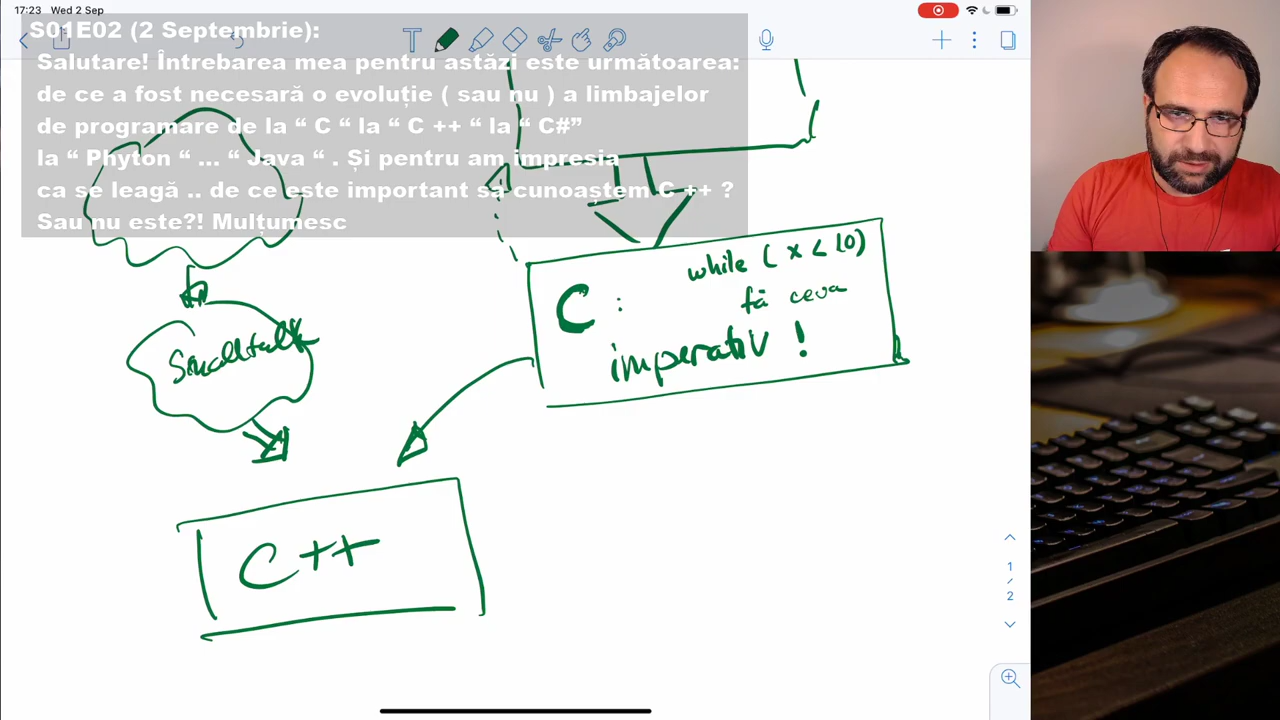 17:23 Wed 2 Sep
S01E02 (2 Septembrie):
Salutare! Întrebarea mea pentru astăzi este următoarea:
de ce a fost necesară o evoluție ( sau nu ) a limbajelor
de programare de la “ C “ la “ C ++ “ la “ C#”
la “ Phyton “ ... “ Java “ . Și pentru am impresia
ca se leagă .. de ce este important sa cunoaștem C ++ ?
Sau nu este?! Mulțumesc
while ( x < 10)
C : fă ceva
imperativ !
Smalltalk
C ++
1
/
2